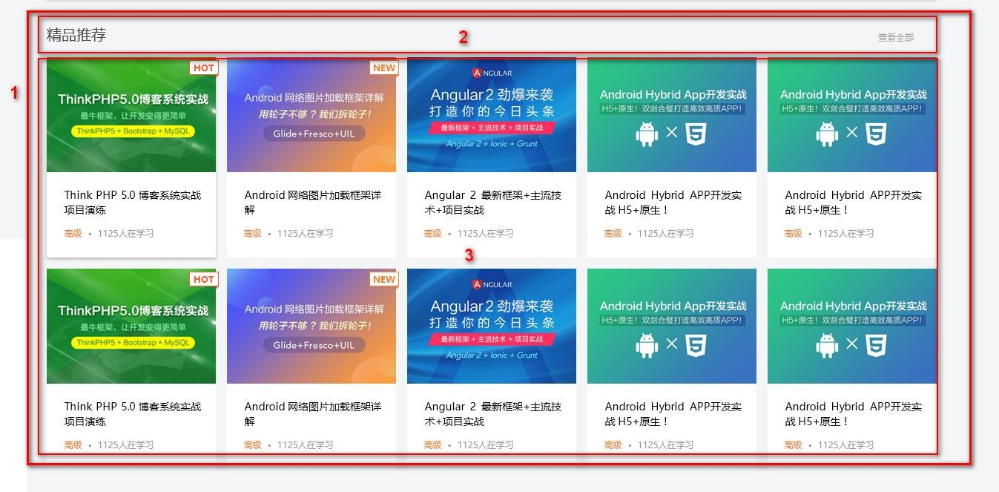 精品推荐
2
查看全部
1
HOT
ThinkPHP5.0博客系统实战
最牛框架，让开发变得更简单
ThinkPHP5 + Bootstrap + MySQL
Think PHP 5.0 博客系统实战
项目演练
高级 • 1125人在学习
NEW
Android 网络图片加载框架详解
用轮子不够？我们拆轮子！
Glide+Fresco+UIL
Android 网络图片加载框架详
解
高级 • 1125人在学习
ANGULAR
Angular2 劲爆来袭
打造你的今日头条
最新框架 + 主流技术 + 项目实战
Angular 2 + Ionic + Grunt
Angular 2 最新框架+主流技
术+项目实战
高级 • 1125人在学习
Android Hybrid App开发实战
H5+原生！双剑合璧打造高效高质APP！
Android Hybrid APP开发实
战 H5+原生！
高级 • 1125人在学习
Android Hybrid App开发实战
H5+原生！双剑合璧打造高效高质APP！
Android Hybrid APP开发实
战 H5+原生！
高级 • 1125人在学习
3
HOT
ThinkPHP5.0博客系统实战
最牛框架，让开发变得更简单
ThinkPHP5 + Bootstrap + MySQL
Think PHP 5.0 博客系统实战
项目演练
高级 • 1125人在学习
NEW
Android 网络图片加载框架详解
用轮子不够？我们拆轮子！
Glide+Fresco+UIL
Android 网络图片加载框架详
解
高级 • 1125人在学习
ANGULAR
Angular2 劲爆来袭
打造你的今日头条
最新框架 + 主流技术 + 项目实战
Angular 2 + Ionic + Grunt
Angular 2 最新框架+主流技
术+项目实战
高级 • 1125人在学习
Android Hybrid App开发实战
H5+原生！双剑合璧打造高效高质APP！
Android Hybrid APP开发实
战 H5+原生！
高级 • 1125人在学习
Android Hybrid App开发实战
H5+原生！双剑合璧打造高效高质APP！
Android Hybrid APP开发实
战 H5+原生！
高级 • 1125人在学习